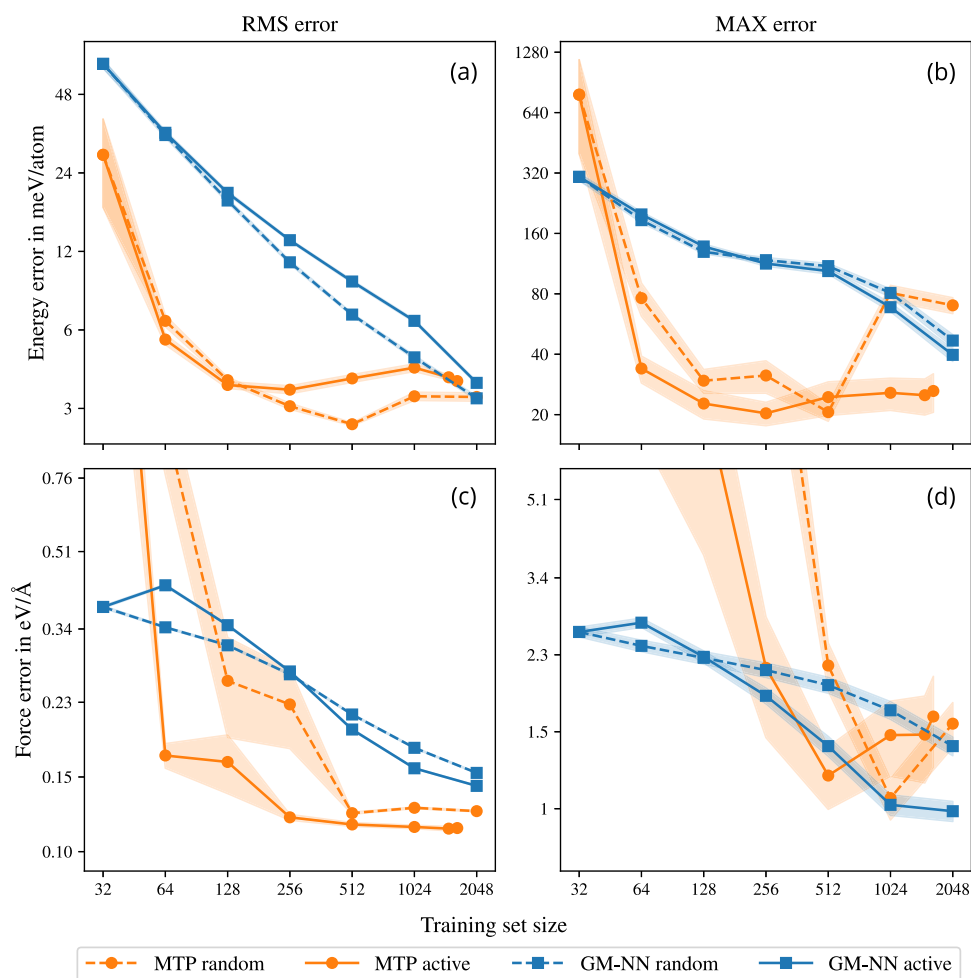 RMS error
MAX error
(a)
(b)
Energy error in meV/atom
48
24
12
6
3
1280
640
320
160
80
40
20
(c)
(d)
Force error in eV/Å
0.76
0.51
0.34
0.23
0.15
0.10
5.1
3.4
2.3
1.5
1
32
64
128
256
512
1024
2048
32
64
128
256
512
1024
2048
Training set size
MTP random
MTP active
GM-NN random
GM-NN active